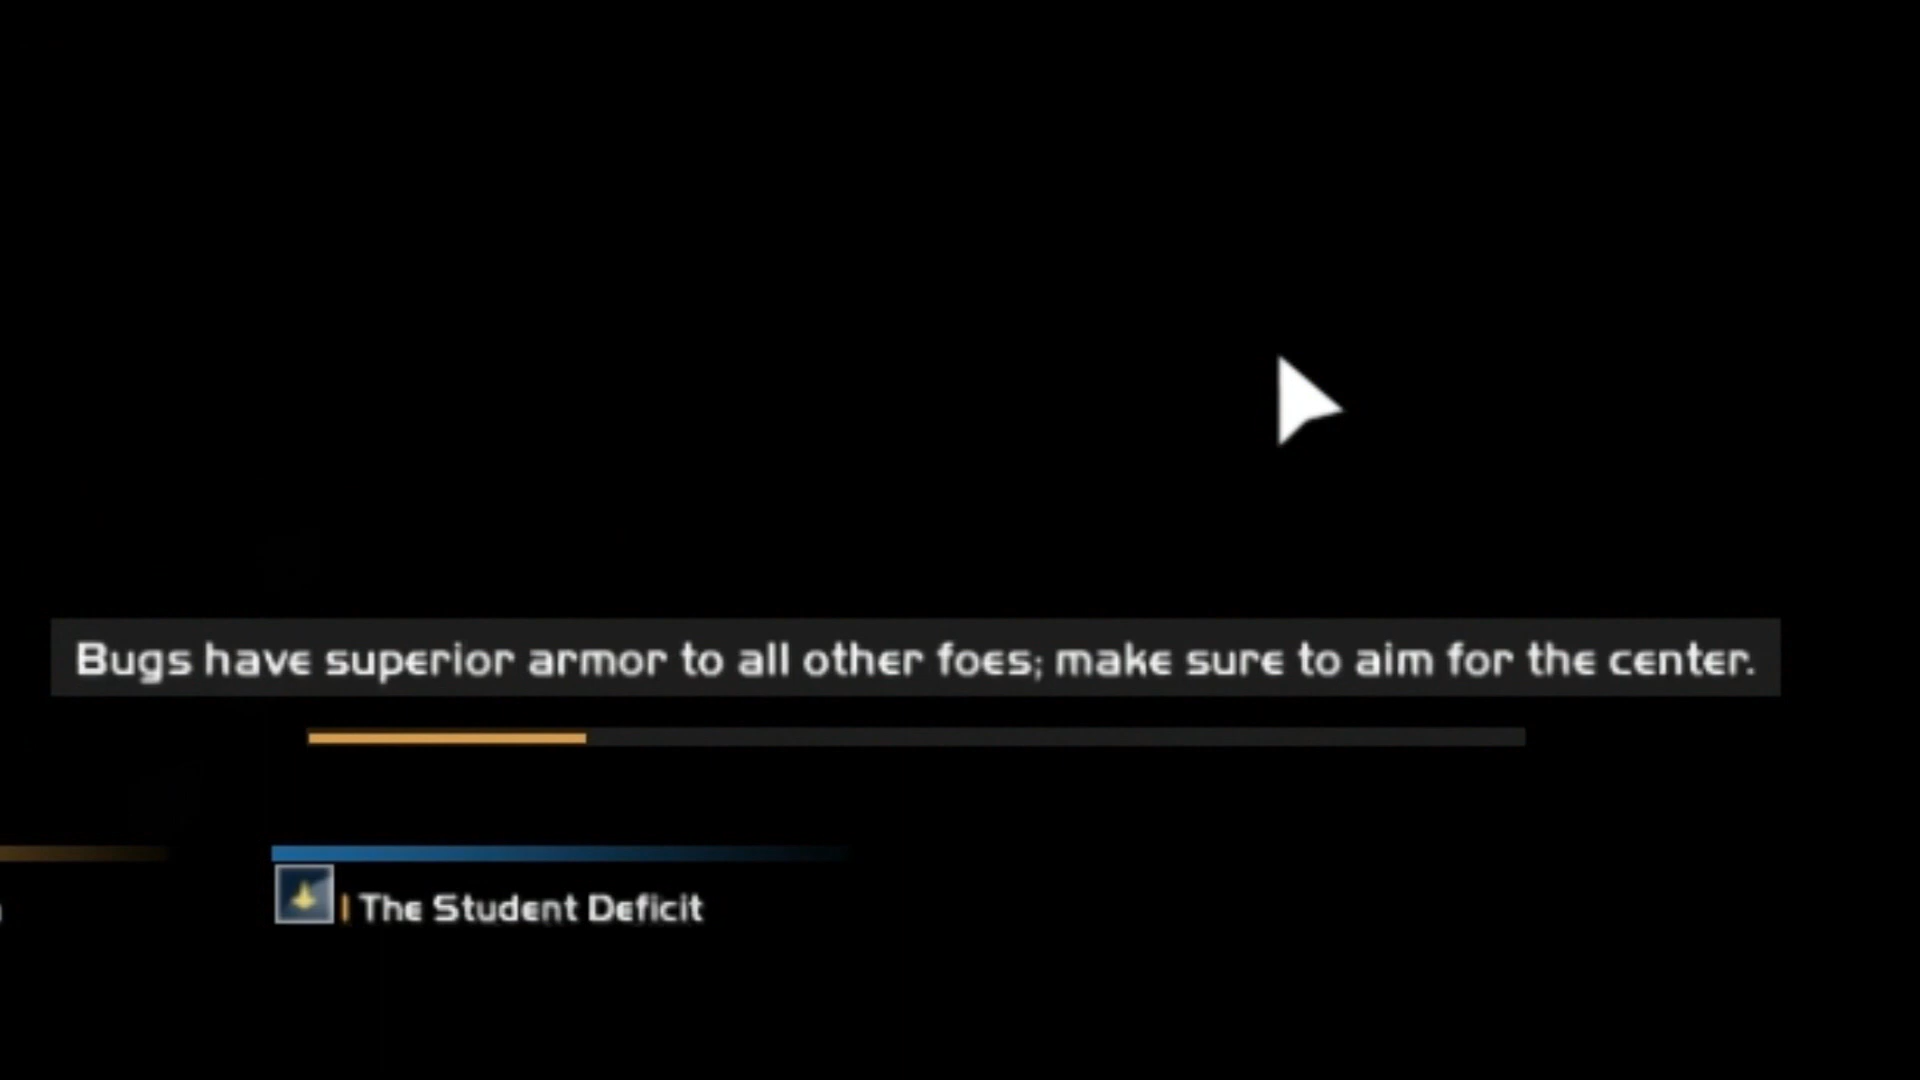 Bugs have superior armor to all other foes; make sure to aim for the center.
The Student Deficit